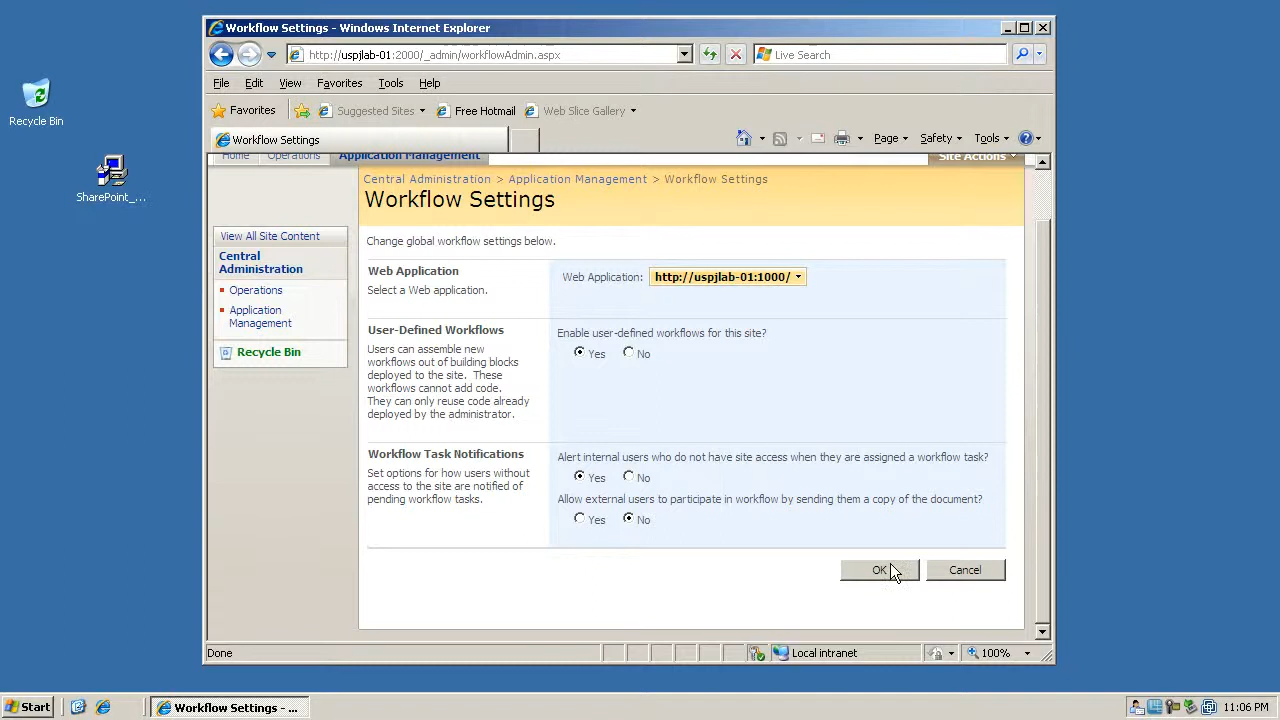 Recycle Bin
SharePoint_...
Workflow Settings - Windows Internet Explorer
http://uspjlab-01:2000/_admin/workflowAdmin.aspx
Live Search
File Edit View Favorites Tools Help
Favorites Suggested Sites Free Hotmail Web Slice Gallery
Workflow Settings
Page Safety Tools
Home Operations Application Management Site Actions
Central Administration > Application Management > Workflow Settings
Workflow Settings
View All Site Content
Central
Administration
Operations
Application
Management
Recycle Bin
Change global workflow settings below.
Web Application
Select a Web application.
Web Application: http://uspjlab-01:1000/
User-Defined Workflows
Users can assemble new
workflows out of building blocks
deployed to the site. These
workflows cannot add code.
They can only reuse code already
deployed by the administrator.
Enable user-defined workflows for this site?
Yes No
Workflow Task Notifications
Set options for how users without
access to the site are notified of
pending workflow tasks.
Alert internal users who do not have site access when they are assigned a workflow task?
Yes No
Allow external users to participate in workflow by sending them a copy of the document?
Yes No
OK Cancel
Done Local intranet 100%
Start Workflow Settings - ... 11:06 PM